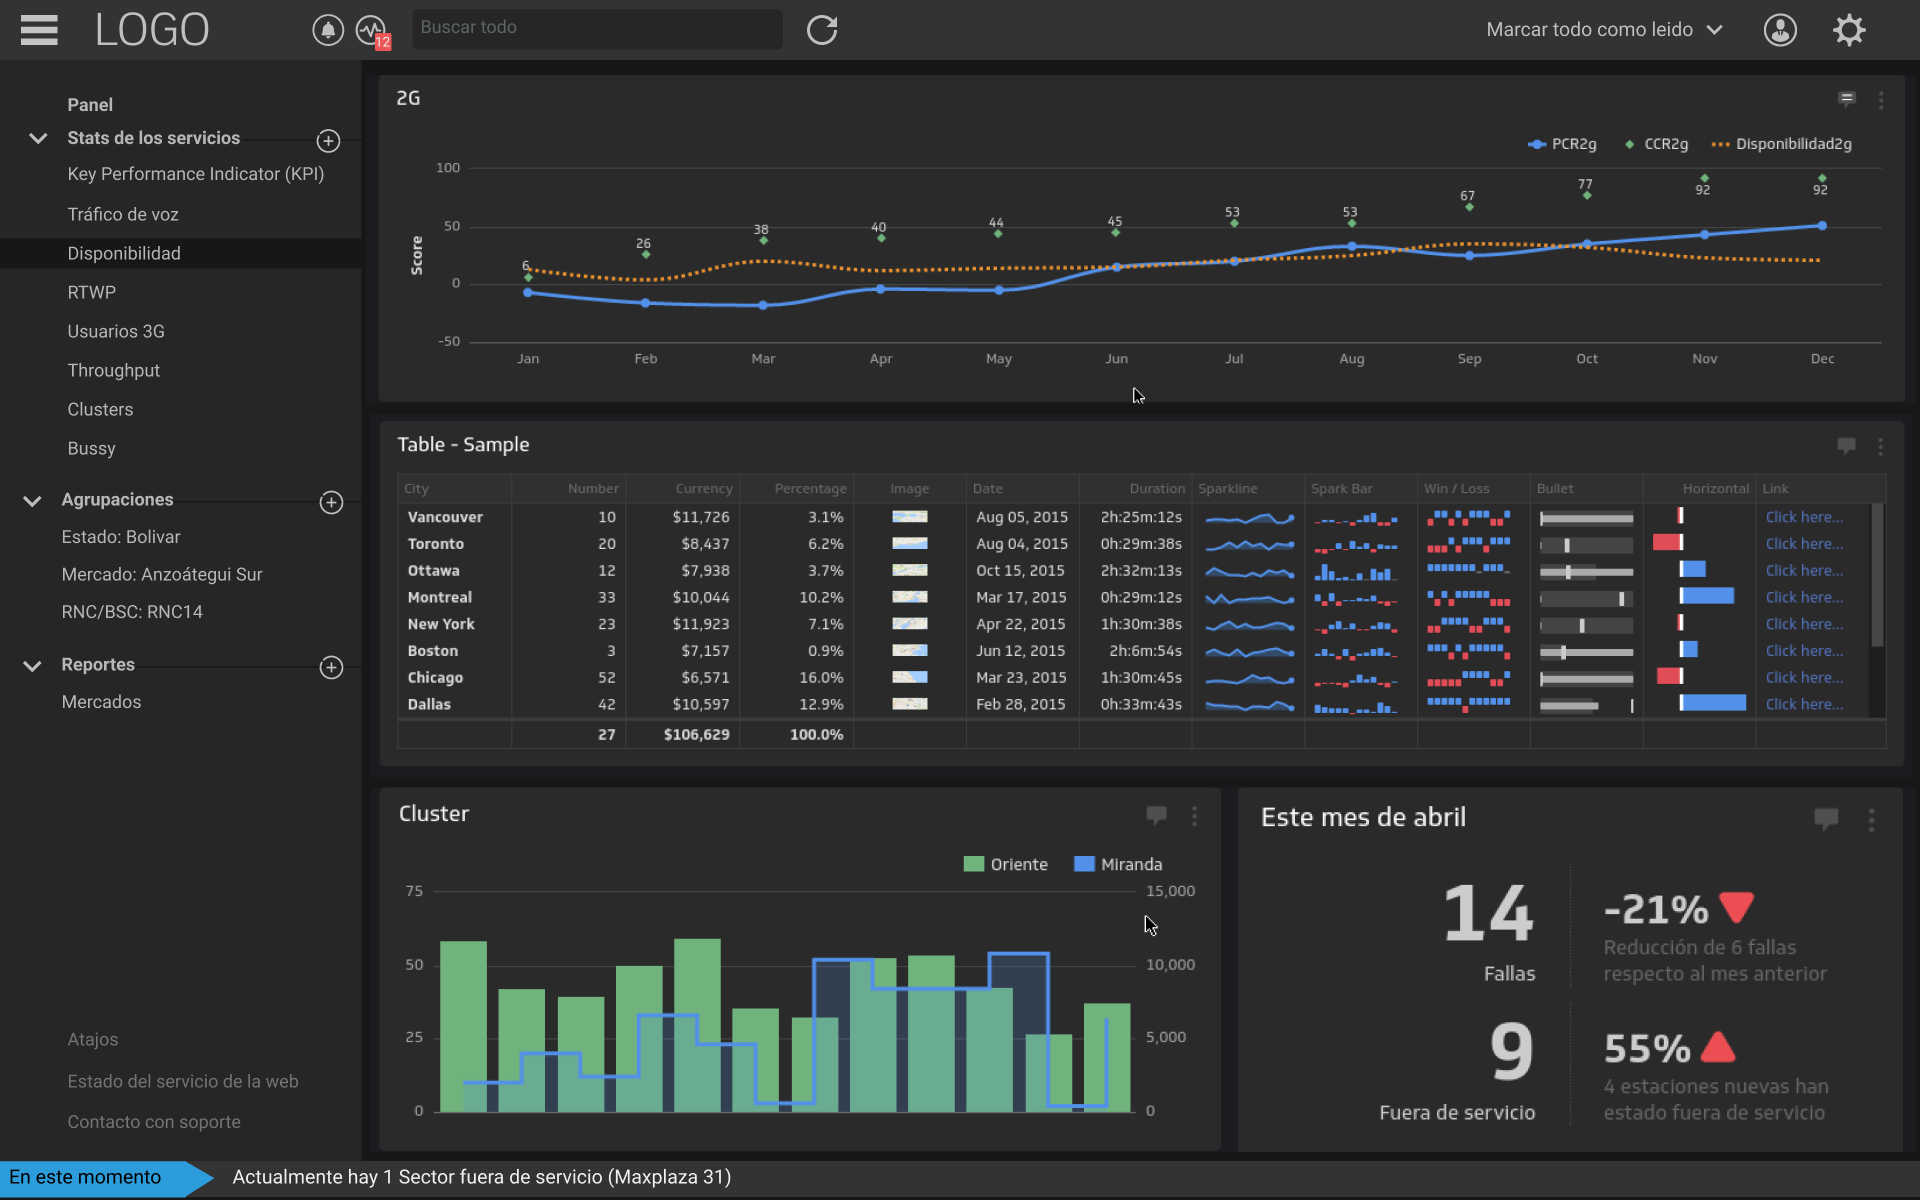 LOGO
12
Buscar todo
Marcar todo como leido
Panel
Stats de los servicios
Key Performance Indicator (KPI)
Tráfico de voz
Disponibilidad
RTWP
Usuarios 3G
Throughput
Clusters
Bussy
Agrupaciones
Estado: Bolivar
Mercado: Anzoátegui Sur
RNC/BSC: RNC14
Reportes
Mercados
Atajos
Estado del servicio de la web
Contacto con soporte
2G
PCR2g CCR2g Disponibilidad2g
Score
100
50
0
-50
6 26 38 40 44 45 53 53 67 77 92 92
Jan Feb Mar Apr May Jun Jul Aug Sep Oct Nov Dec
Table - Sample
City Number Currency Percentage Image Date Duration Sparkline Spark Bar Win / Loss Bullet Horizontal Link
Vancouver 10 $11,726 3.1% Aug 05, 2015 2h:25m:12s Click here...
Toronto 20 $8,437 6.2% Aug 04, 2015 0h:29m:38s Click here...
Ottawa 12 $7,938 3.7% Oct 15, 2015 2h:32m:13s Click here...
Montreal 33 $10,044 10.2% Mar 17, 2015 0h:29m:12s Click here...
New York 23 $11,923 7.1% Apr 22, 2015 1h:30m:38s Click here...
Boston 3 $7,157 0.9% Jun 12, 2015 2h:6m:54s Click here...
Chicago 52 $6,571 16.0% Mar 23, 2015 1h:30m:45s Click here...
Dallas 42 $10,597 12.9% Feb 28, 2015 0h:33m:43s Click here...
27 $106,629 100.0%
Cluster
Oriente Miranda
75 15,000
50 10,000
25 5,000
0 0
Este mes de abril
14
Fallas
-21%
Reducción de 6 fallas
respecto al mes anterior
9
Fuera de servicio
55%
4 estaciones nuevas han
estado fuera de servicio
En este momento
Actualmente hay 1 Sector fuera de servicio (Maxplaza 31)